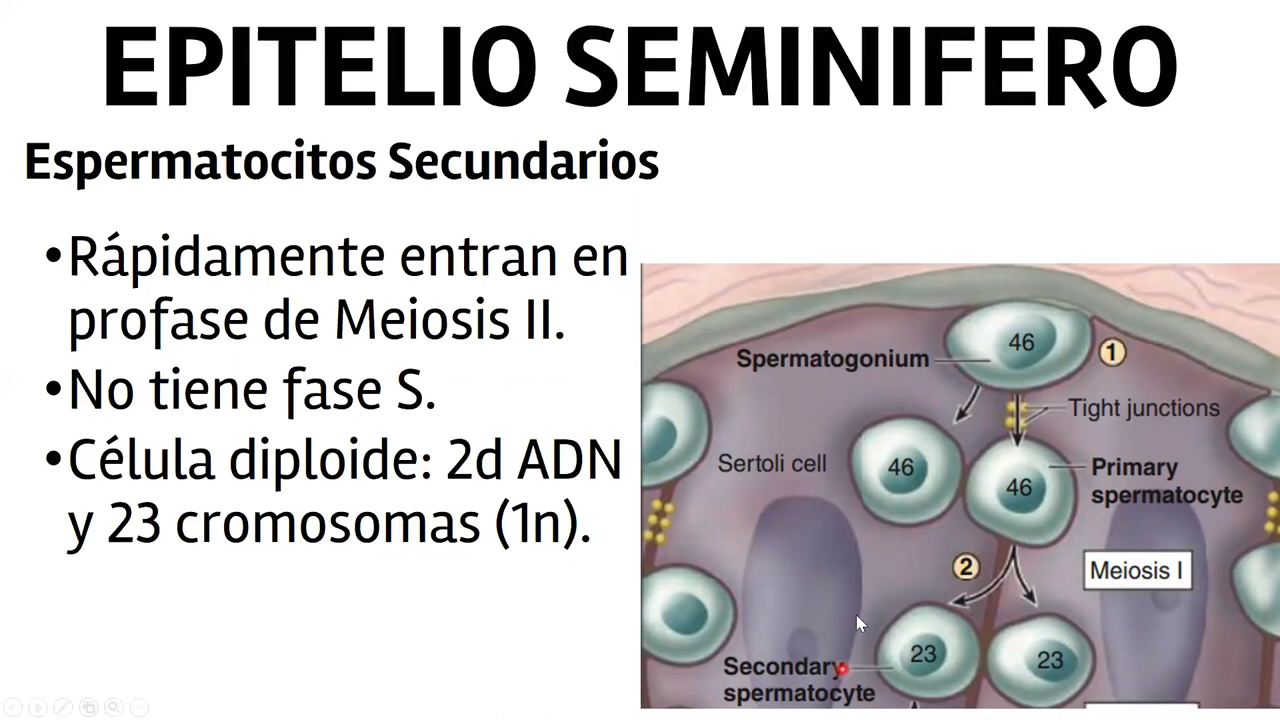 EPITELIO SEMINIFERO
Espermatocitos Secundarios
•Rápidamente entran en
profase de Meiosis II.
•No tiene fase S.
•Célula diploide: 2d ADN
y 23 cromosomas (1n).
46
Spermatogonium
1
Tight junctions
Sertoli cell
46
46
Primary
spermatocyte
2
Meiosis I
23
23
Secondary
spermatocyte